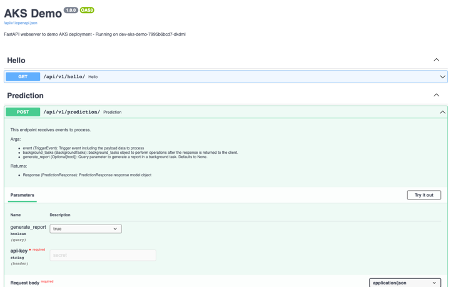 AKS Demo 1.0.0 OAS3
/api/v1/openapi.json
FastAPI webserver to demo AKS deployment - Running on dev-aks-demo-7995b8bcd7-dkdml
Hello
GET /api/v1/hello/ Hello
Prediction
POST /api/v1/prediction/ Prediction
This endpoint receives events to process.
Args:
event (TriggerEvent): Trigger event including the payload data to process
background_tasks (BackgroundTasks): background_tasks object to perform operations after the response is returned to the client.
generate_report (Optional[bool]): Query parameter to generate a report in a background task. Defaults to None.
Returns:
Response (PredictionResponse): PredictionResponse response model object.
Parameters
Try it out
Name Description
generate_report
boolean
(query)
true
api-key * required
string
(header)
secret
Request body required
application/json